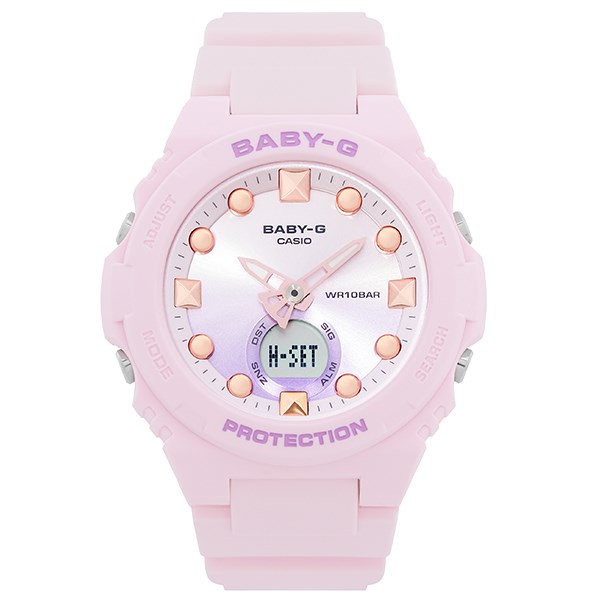 BABY-G
ADJUST
LIGHT
BABY-G
CASIO
WR10BAR
DST
SIG
H-SET
SNZ
ALM
MODE
SEARCH
PROTECTION